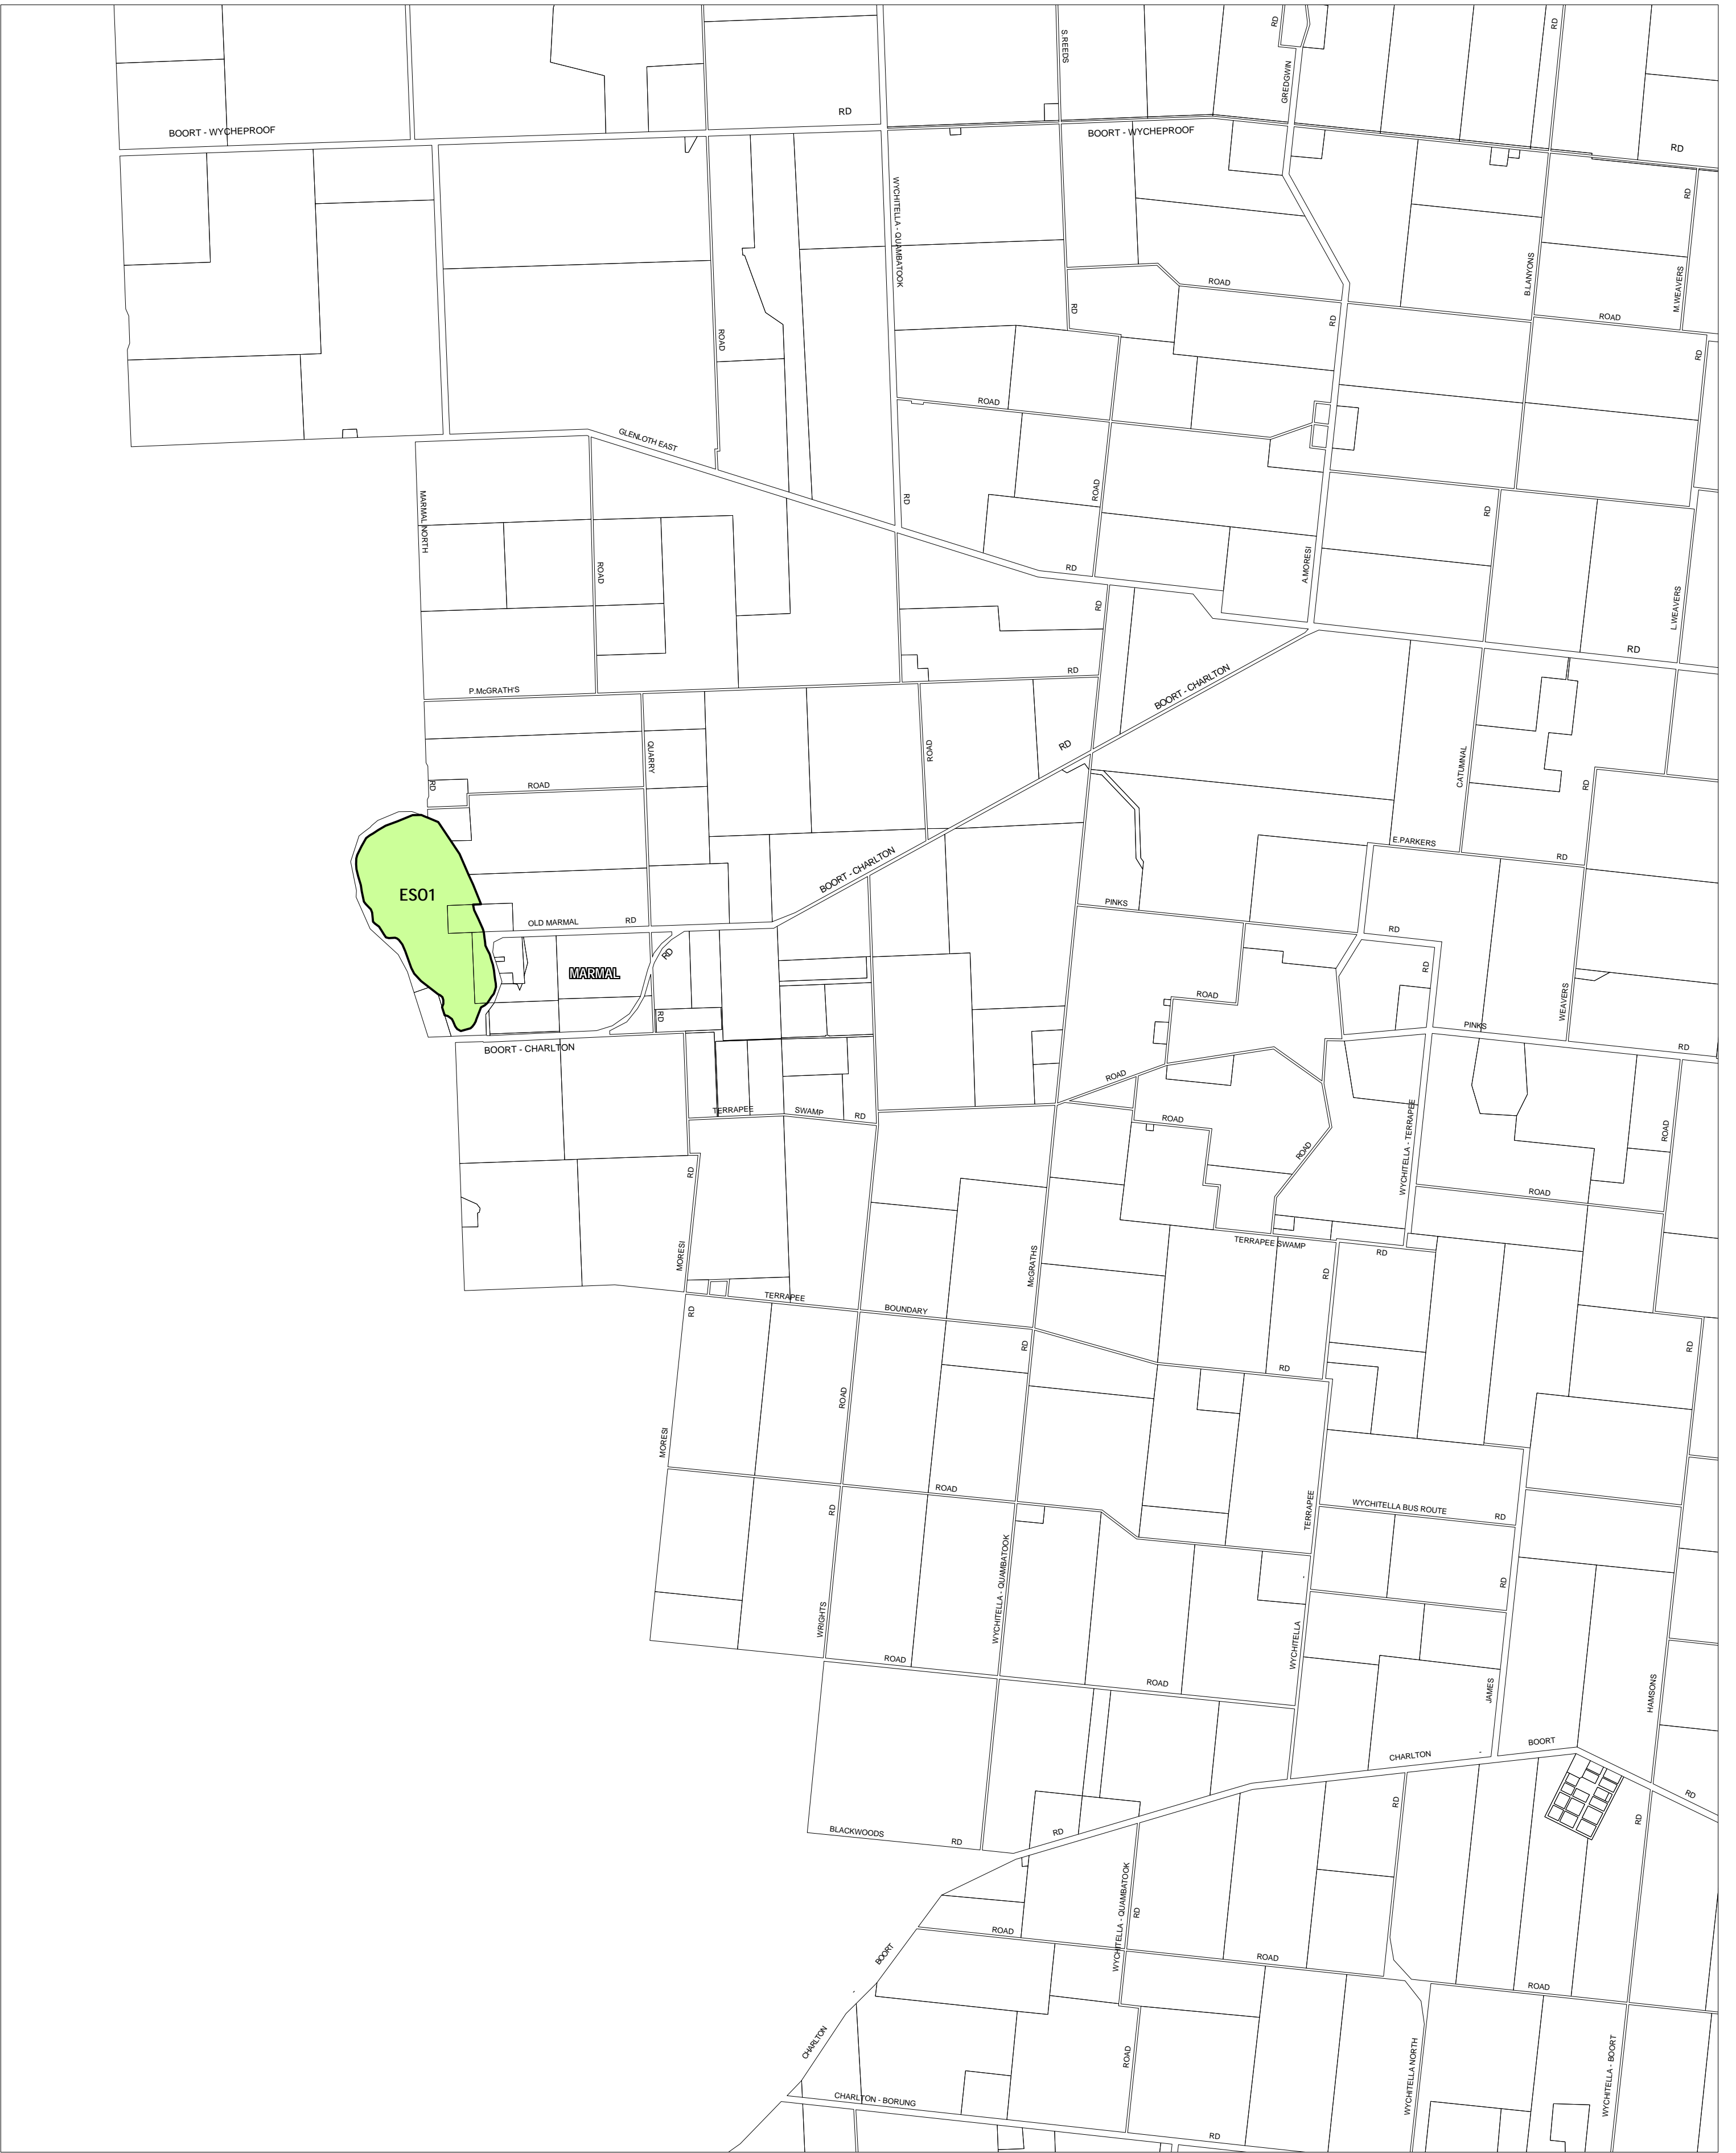 RD
RD
S.REEDS
GREDGWIN
RD
BOORT - WYCHEPROOF
BOORT - WYCHEPROOF
RD
WYCHITELLA - QUAMBATOOK
RD
B.LANYONS
M.WEAVERS
ROAD
RD
RD
ROAD
ROAD
RD
ROAD
GLENLOTH EAST
MARMAL NORTH
RD
ROAD
RD
ROAD
RD
A.MORESI
RD
L.WEAVERS
RD
RD
P.McGRATH'S
BOORT - CHARLTON
QUARRY
ROAD
RD
CATUMNAL
RD
RD
ROAD
E.PARKERS
RD
BOORT - CHARLTON
ESO1
OLD MARMAL
RD
PINKS
RD
RD
MARMAL
RD
ROAD
WEAVERS
RD
PINKS
RD
BOORT - CHARLTON
ROAD
TERRAPEE
SWAMP
RD
ROAD
WYCHITELLA - TERRAPEE
ROAD
ROAD
RD
ROAD
MORESI
McGRATHS
TERRAPEE SWAMP
RD
RD
TERRAPEE
BOUNDARY
RD
RD
RD
RD
ROAD
MORESI
ROAD
RD
WYCHITELLA BUS ROUTE
RD
TERRAPEE
WYCHITELLA - QUAMBATOOK
RD
WRIGHTS
WYCHITELLA
ROAD
ROAD
JAMES
HAMSONS
BOORT
CHARLTON
RD
RD
RD
BLACKWOODS
RD
RD
WYCHITELLA - QUAMBATOOK
RD
ROAD
BOORT
ROAD
ROAD
CHARLTON
ROAD
WYCHITELLA NORTH
WYCHITELLA - BOORT
CHARLTON - BORUNG
RD